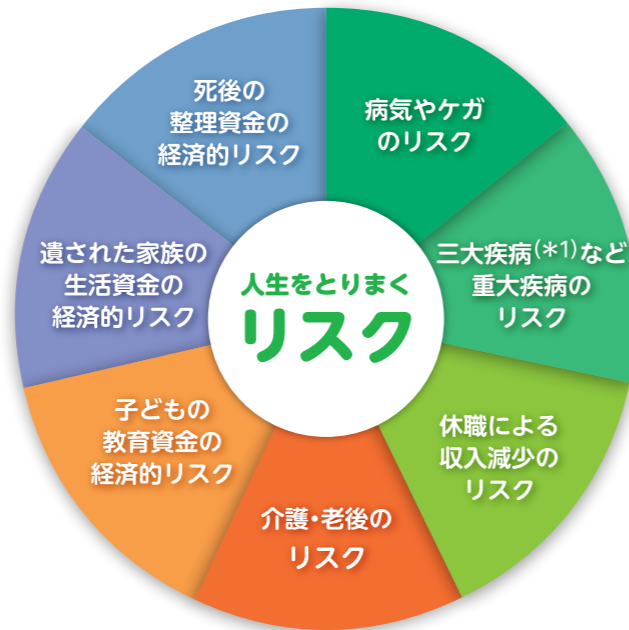 人生をとりまく
リスク
病気やケガ
のリスク
三大疾病(*1)など
重大疾病の
リスク
休職による
収入減少の
リスク
介護・老後の
リスク
子どもの
教育資金の
経済的リスク
遺された家族の
生活資金の
経済的リスク
死後の
整理資金の
経済的リスク